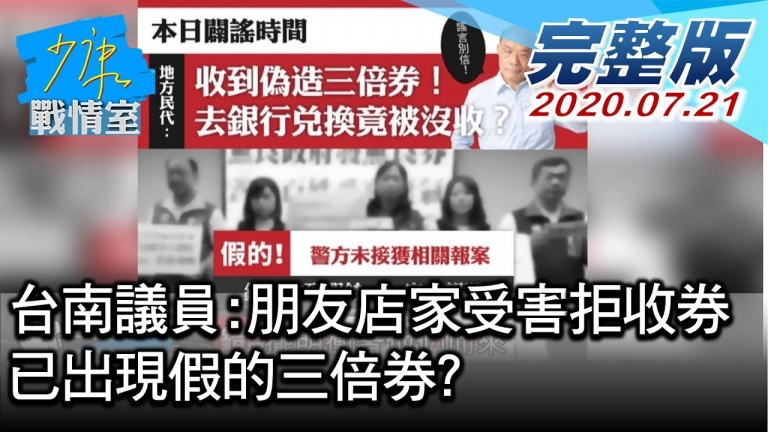 少康
戰情室
本日闢謠時間
地方民代：
收到偽造三倍券！
去銀行兌換竟被沒收？
謠言別信！
完整版
2020.07.21
假的！
警方未接獲相關報案
台南議員:朋友店家受害拒收券
已出現假的三倍券?